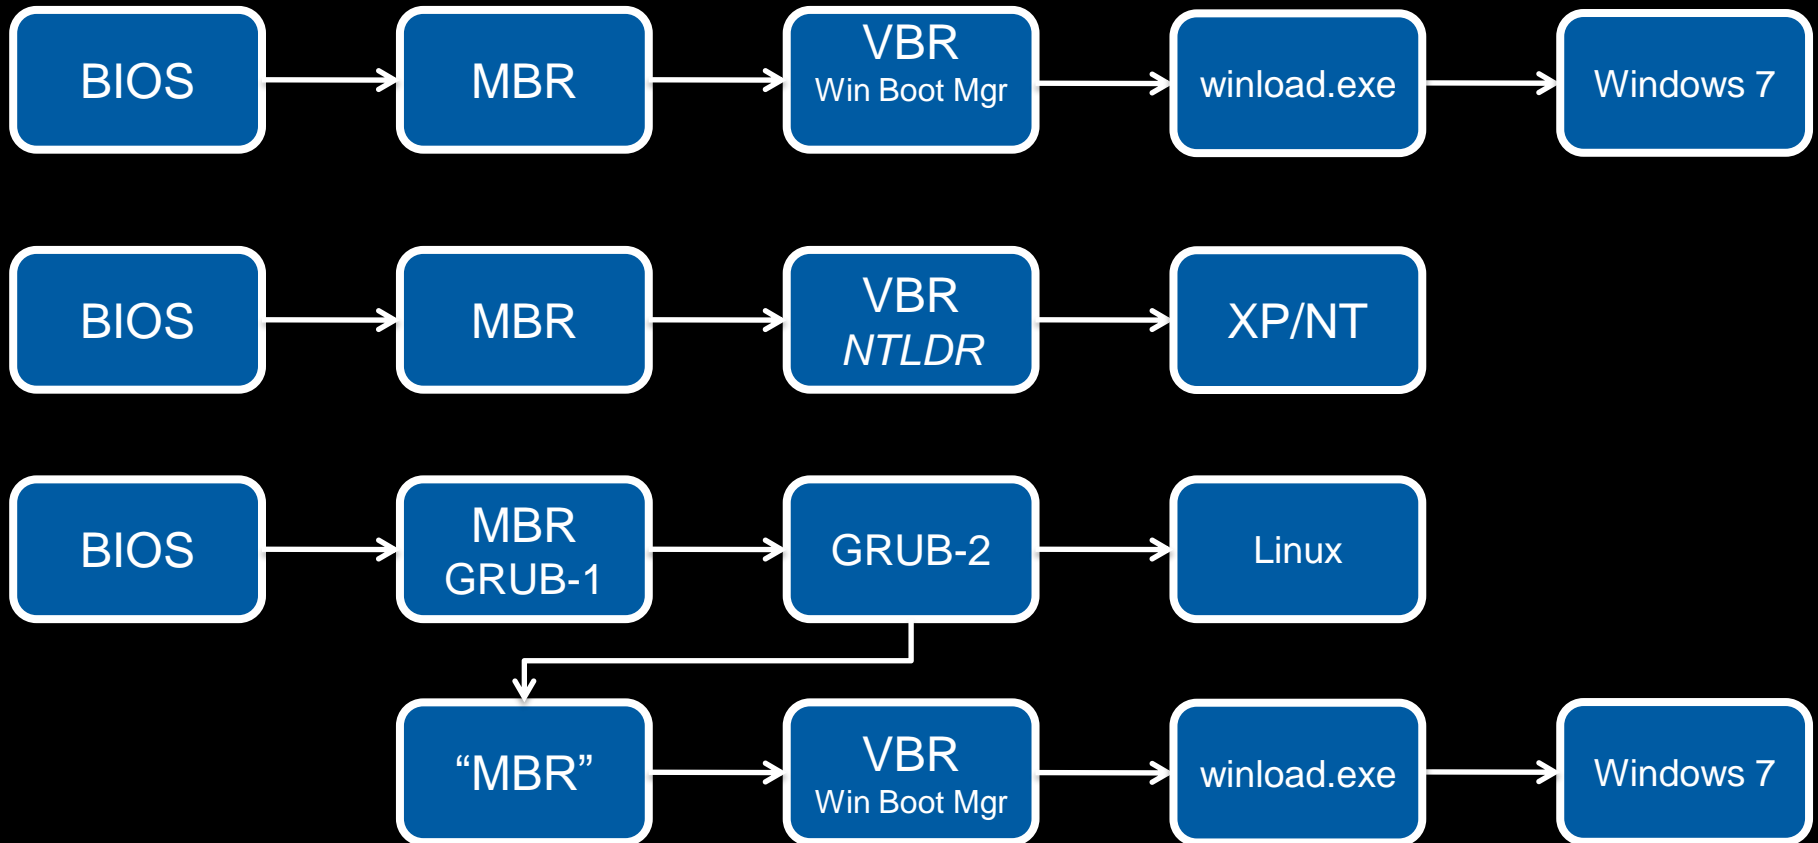 BIOS
MBR
VBR
Win Boot Mgr
winload.exe
Windows 7
BIOS
MBR
VBR
NTLDR
XP/NT
BIOS
MBR
GRUB-1
GRUB-2
Linux
“MBR”
VBR
Win Boot Mgr
winload.exe
Windows 7